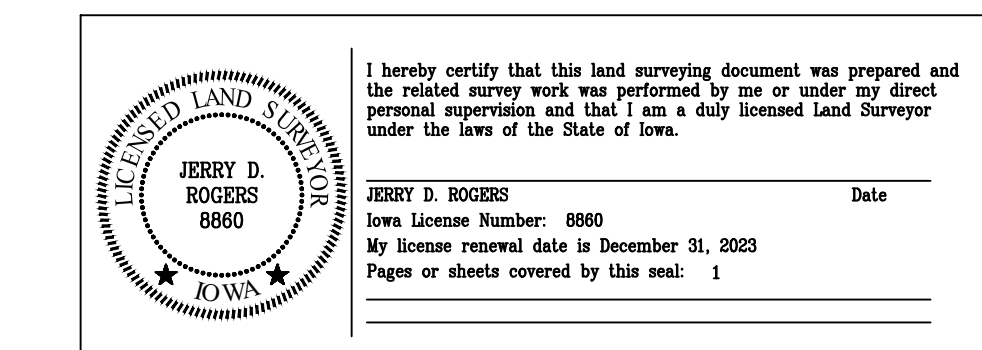 LICENSED LAND SURVEYOR
JERRY D.
ROGERS
8860
IOWA
I hereby certify that this land surveying document was prepared and
the related survey work was performed by me or under my direct
personal supervision and that I am a duly licensed Land Surveyor
under the laws of the State of Iowa.
JERRY D. ROGERS Date
Iowa License Number: 8860
My license renewal date is December 31, 2023
Pages or sheets covered by this seal: 1